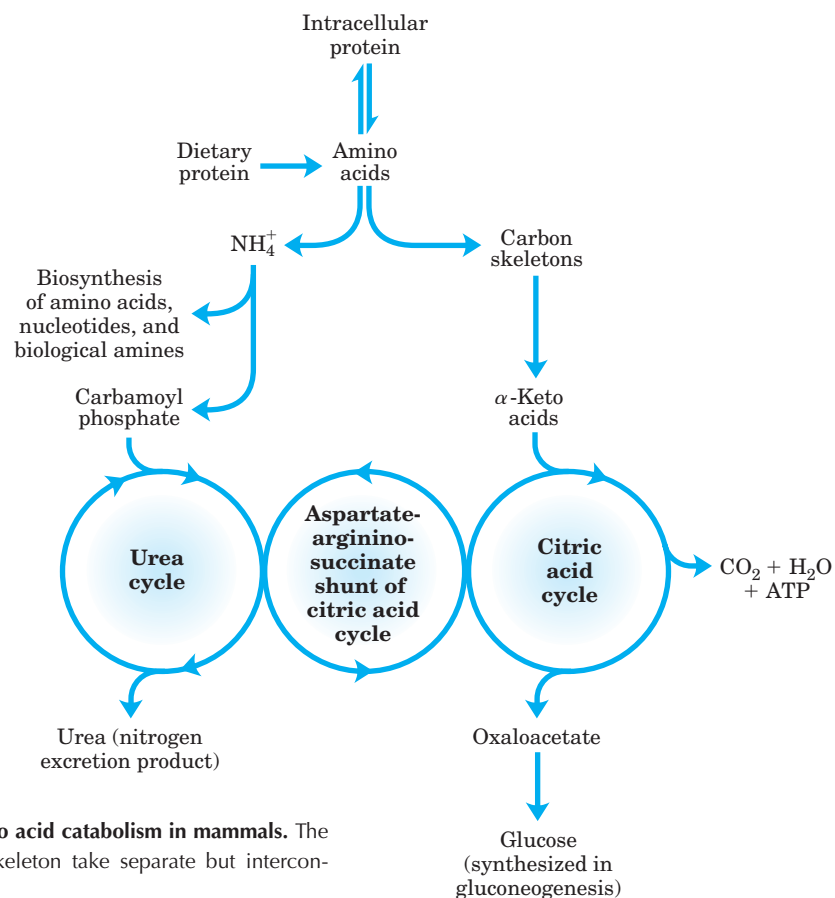 Intracellular
protein
Dietary
protein
Amino
acids
NH₄⁺
Carbon
skeletons
Biosynthesis
of amino acids,
nucleotides, and
biological amines
Carbamoyl
phosphate
α-Keto
acids
Urea
cycle
Aspartate-
arginino-
succinate
shunt of
citric acid
cycle
Citric
acid
cycle
CO₂ + H₂O
+ ATP
Urea (nitrogen
excretion product)
Oxaloacetate
Glucose
(synthesized in
gluconeogenesis)
o acid catabolism in mammals. The
keleton take separate but intercon-